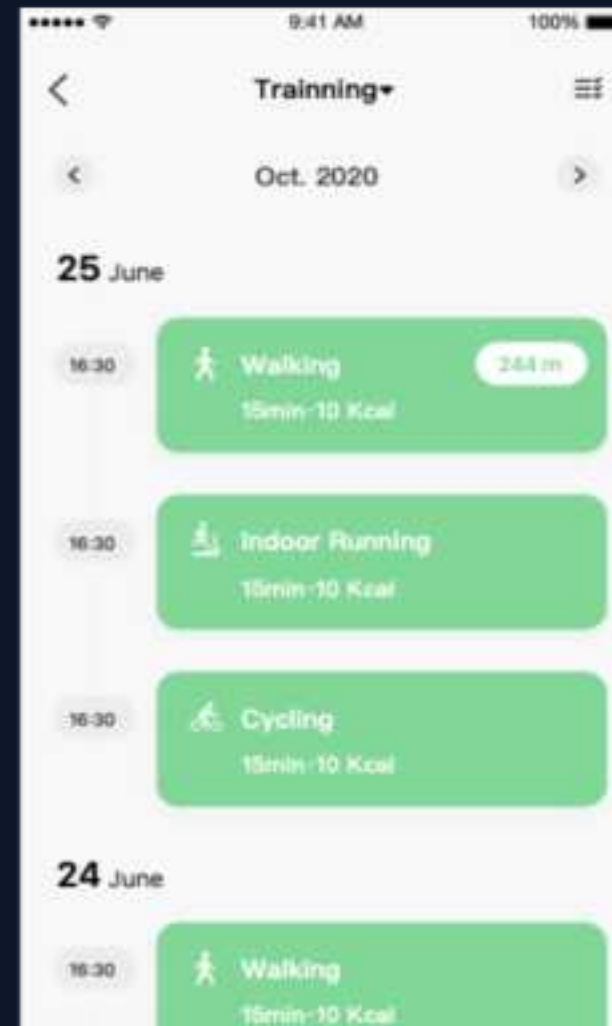 9:41 AM 100%
Trainning
Oct. 2020
25 June
16:30 Walking 244 m
15min-10 Kcal
16:30 Indoor Running
15min-10 Kcal
16:30 Cycling
15min-10 Kcal
24 June
16:30 Walking
15min-10 Kcal